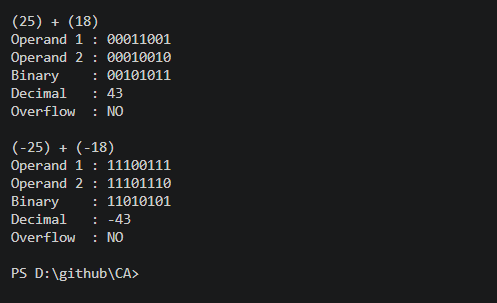 (25) + (18)
Operand 1 : 00011001
Operand 2 : 00010010
Binary    : 00101011
Decimal   : 43
Overflow  : NO

(-25) + (-18)
Operand 1 : 11100111
Operand 2 : 11101110
Binary    : 11010101
Decimal   : -43
Overflow  : NO

PS D:\github\CA>